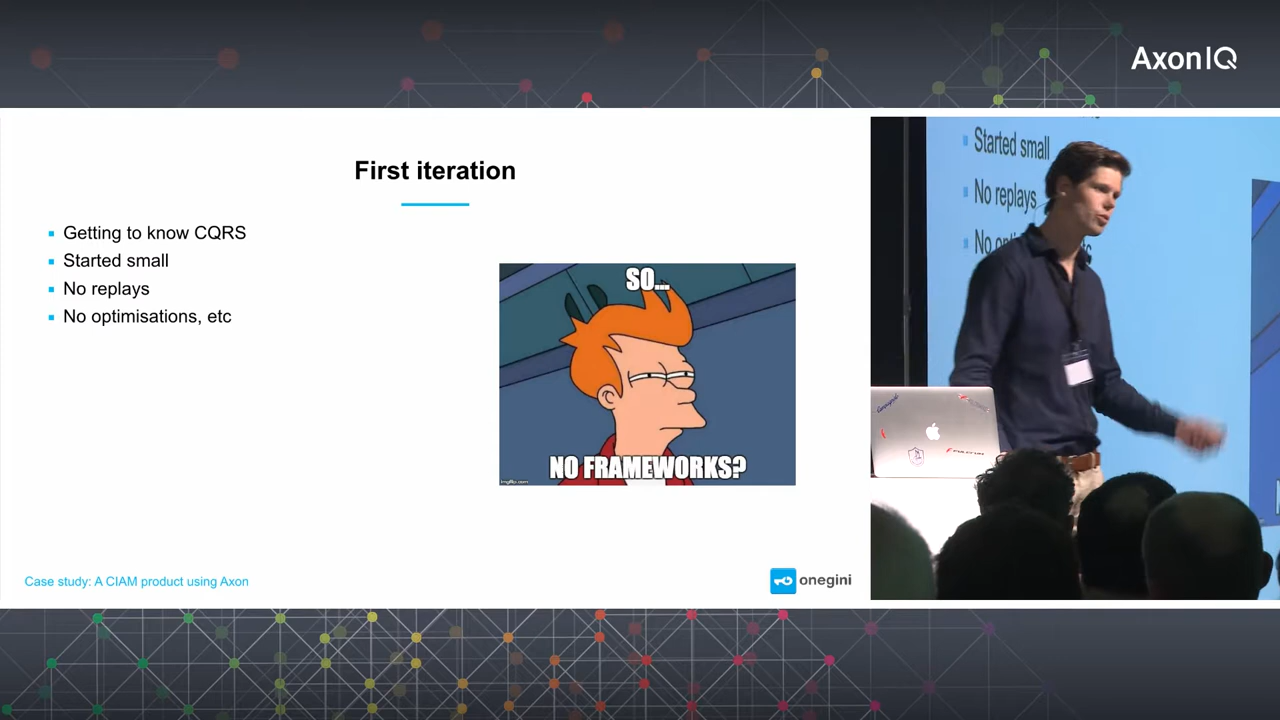 AxonIQ
First iteration
Getting to know CQRS
Started small
No replays
No optimisations, etc
SO...
NO FRAMEWORKS?
imgflip.com
Case study: A CIAM product using Axon
onegini
Started small
No replays